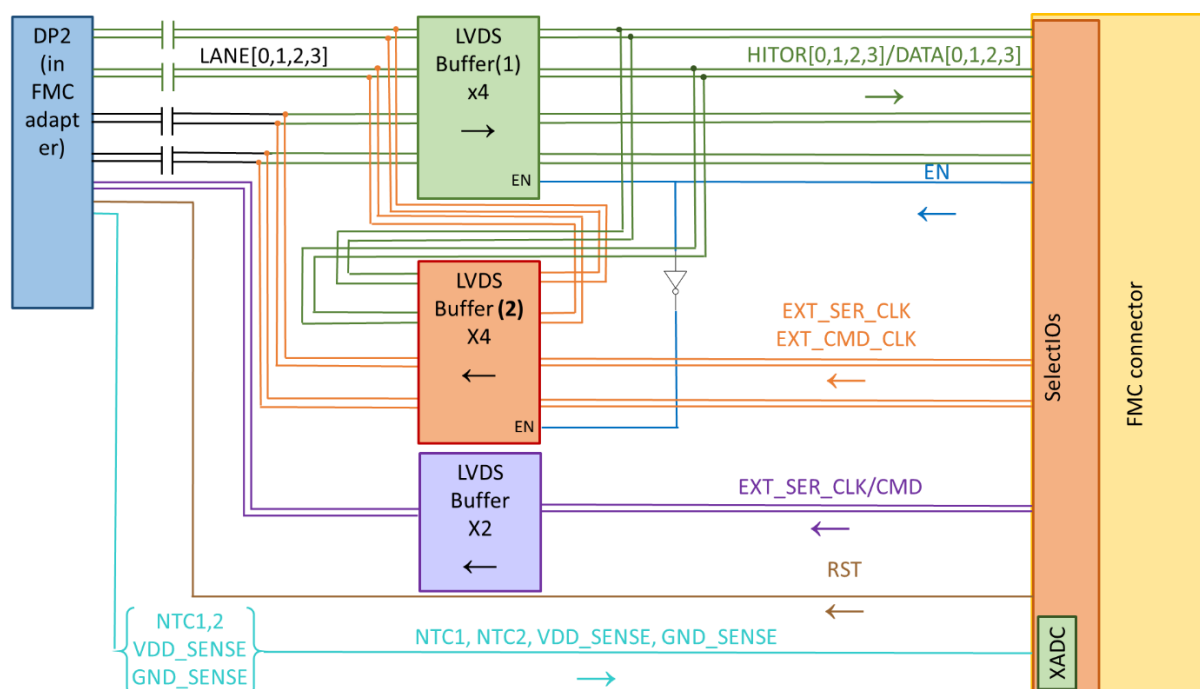 DP2
(in
FMC
adapt
er)
LANE[0,1,2,3]
LVDS
Buffer(1)
x4
EN
HITOR[0,1,2,3]/DATA[0,1,2,3]
EN
LVDS
Buffer (2)
X4
EN
EXT_SER_CLK
EXT_CMD_CLK
LVDS
Buffer
X2
EXT_SER_CLK/CMD
RST
NTC1,2
VDD_SENSE
GND_SENSE
NTC1, NTC2, VDD_SENSE, GND_SENSE
SelectIOs
XADC
FMC connector